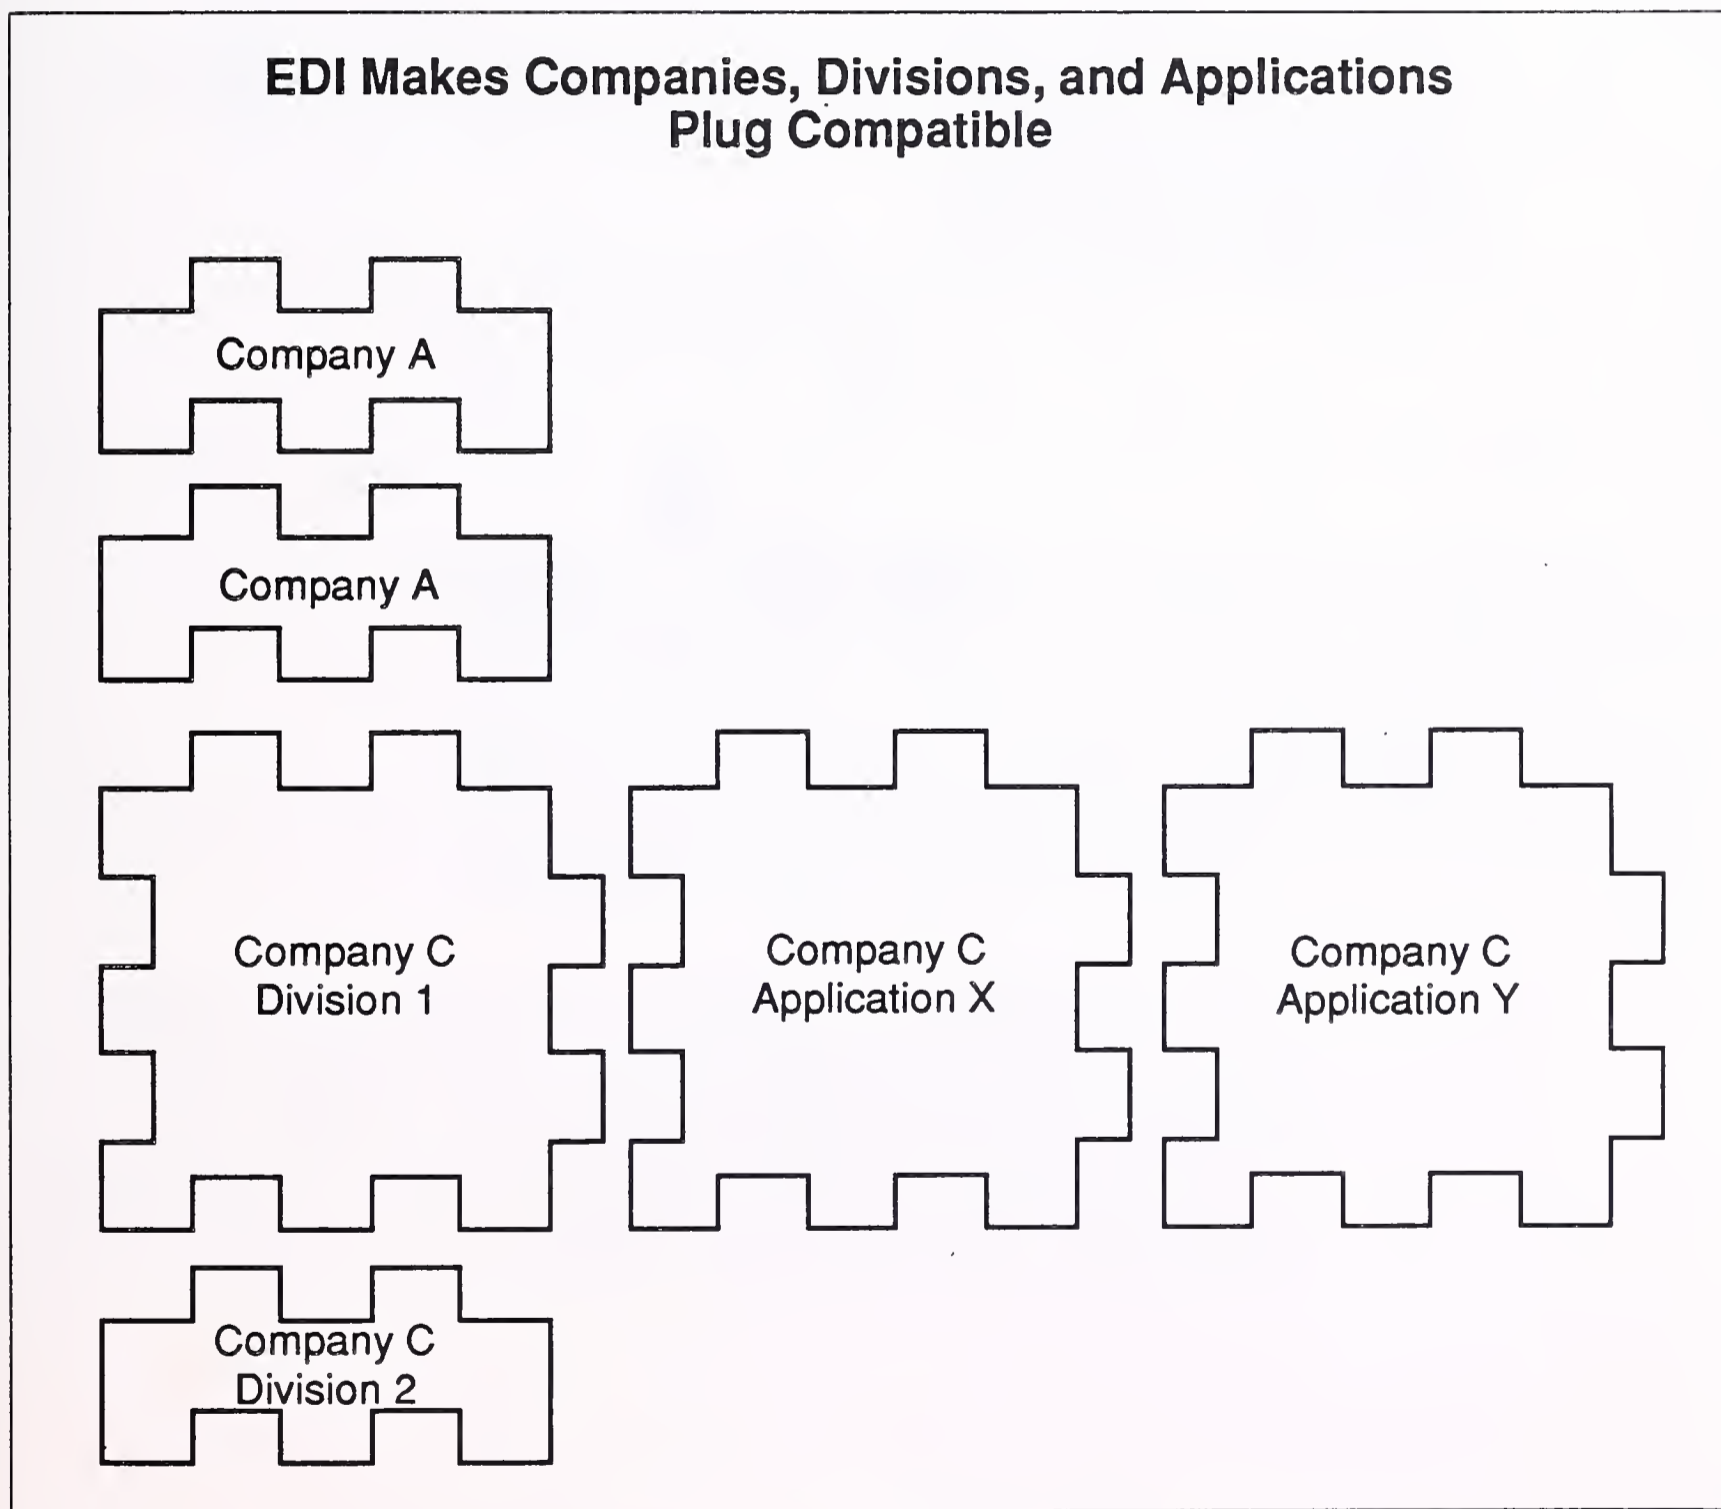 EDI Makes Companies, Divisions, and Applications
Plug Compatible
Company A
Company A
Company C
Division 1
Company C
Application X
Company C
Application Y
Company C
Division 2